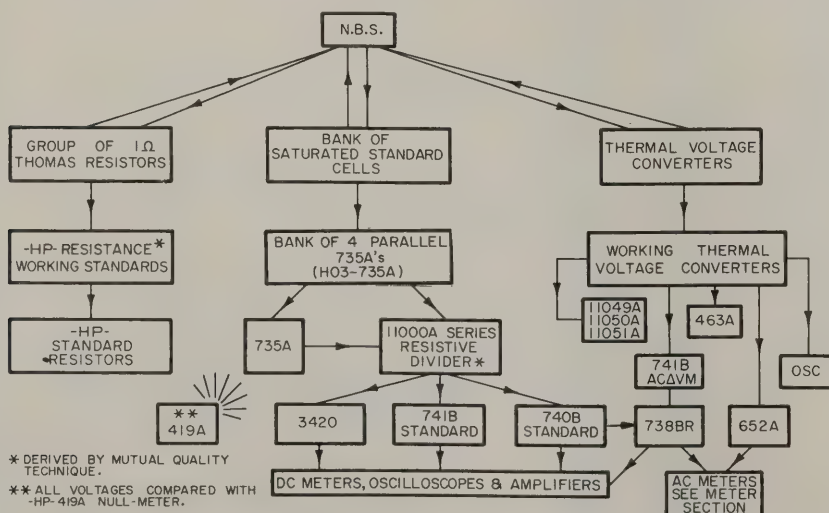 N.B.S.
GROUP OF 1Ω
THOMAS RESISTORS
BANK OF
SATURATED STANDARD
CELLS
THERMAL VOLTAGE
CONVERTERS
-HP-RESISTANCE*
WORKING STANDARDS
BANK OF 4 PARALLEL
735A's
(HO3-735A)
WORKING THERMAL
VOLTAGE CONVERTERS
-HP-
STANDARD
RESISTORS
735A
11000A SERIES
RESISTIVE
DIVIDER*
11049A
11050A
11051A
463A
OSC
741B
ACΔVM
**
419A
3420
741B
STANDARD
740B
STANDARD
738BR
652A
* DERIVED BY MUTUAL QUALITY
TECHNIQUE.
** ALL VOLTAGES COMPARED WITH
-HP-419A NULL-METER.
DC METERS, OSCILLOSCOPES & AMPLIFIERS
AC METERS
SEE METER
SECTION